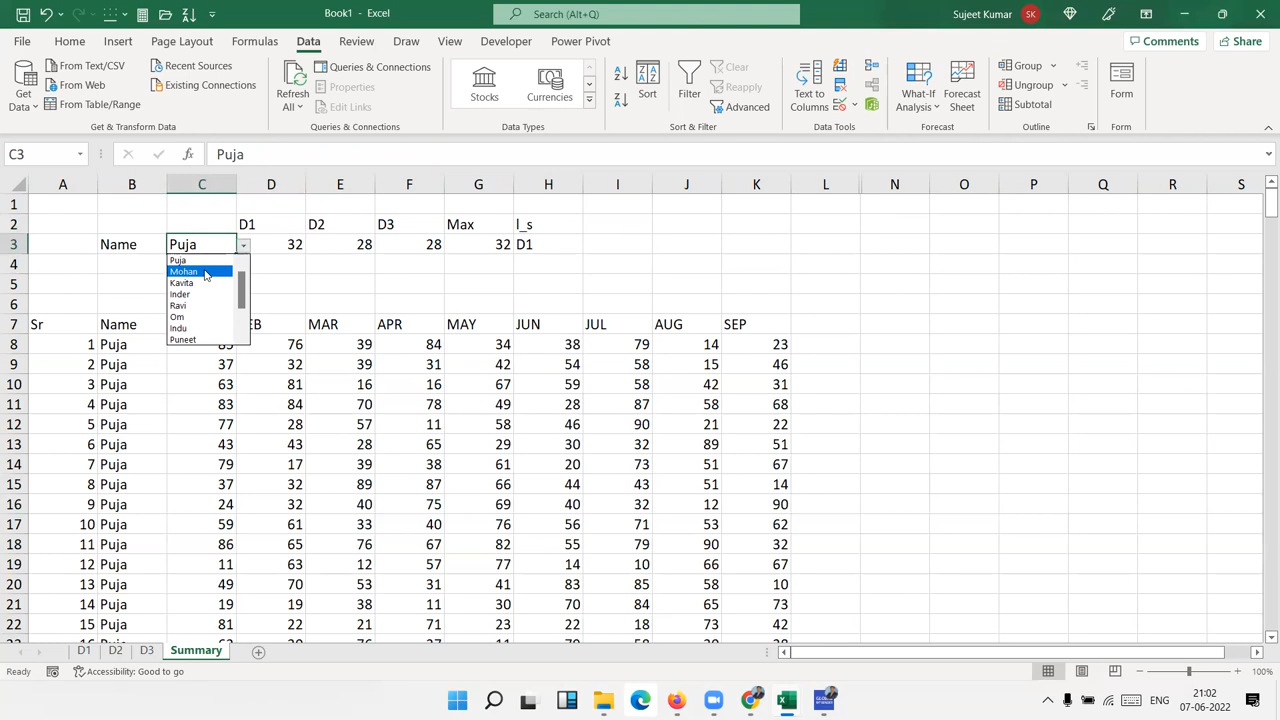 Book1 - Excel
Search (Alt+Q)
Sujeet Kumar SK
File Home Insert Page Layout Formulas Data Review Draw View Developer Power Pivot Comments Share
From Text/CSV Recent Sources Queries & Connections Clear Group
From Web Existing Connections Properties Reapply Ungroup
From Table/Range Edit Links Advanced Subtotal
Get Data Refresh All Stocks Currencies Sort Filter Text to Columns What-If Analysis Forecast Sheet Form
Get & Transform Data Queries & Connections Data Types Sort & Filter Data Tools Forecast Outline Form
C3 fx Puja
A B C D E F G H I J K L N O P Q R S
1
2 D1 D2 D3 Max l_s
3 Name Puja 32 28 28 32 D1
4
5
6
Puja
Mohan
Kavita
Inder
Ravi
Om
Indu
Puneet
7 Sr Name EB MAR APR MAY JUN JUL AUG SEP
8 1 Puja 85 76 39 84 34 38 79 14 23
9 2 Puja 37 32 39 31 42 54 58 15 46
10 3 Puja 63 81 16 16 67 59 58 42 31
11 4 Puja 83 84 70 78 49 28 87 58 68
12 5 Puja 77 28 57 11 58 46 90 21 22
13 6 Puja 43 43 28 65 29 30 32 89 51
14 7 Puja 79 17 39 38 61 20 73 51 67
15 8 Puja 37 32 89 87 66 44 43 51 14
16 9 Puja 24 32 40 75 69 40 32 12 90
17 10 Puja 59 61 33 40 76 56 71 53 62
18 11 Puja 86 65 76 67 82 55 79 90 32
19 12 Puja 11 63 12 57 77 14 10 66 67
20 13 Puja 49 70 53 31 41 83 85 58 10
21 14 Puja 19 19 38 11 30 70 84 65 73
22 15 Puja 81 22 21 71 23 22 18 73 42
D1 D2 D3 Summary
Ready Accessibility: Good to go 100%
ENG 21:02
07-06-2022